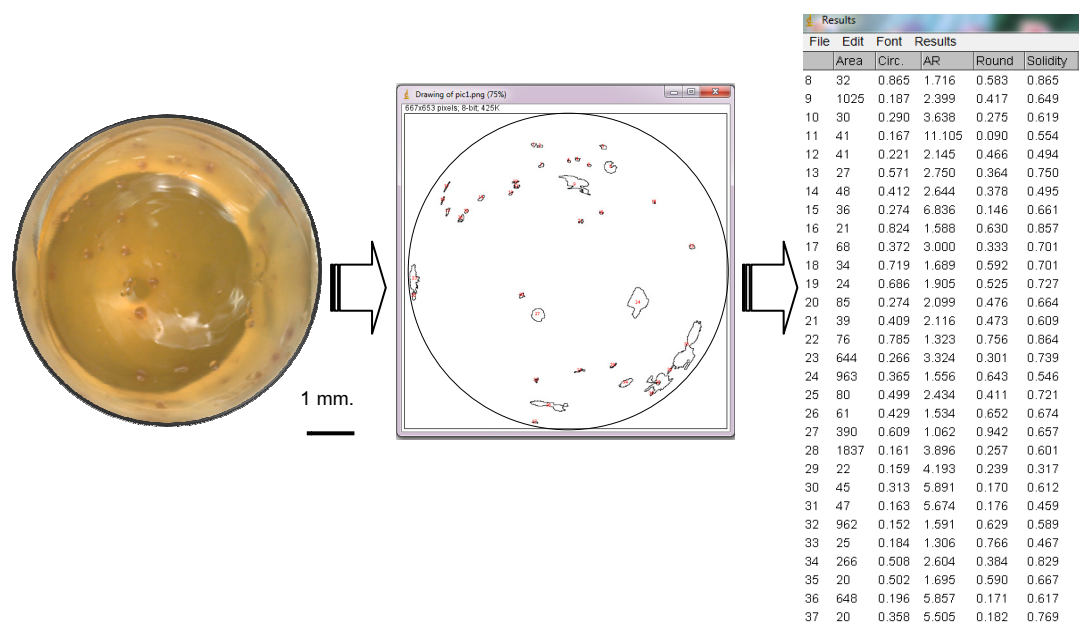 1 mm.
Drawing of pic1.png (75%)
667x653 pixels; 8-bit; 425K
Results
File Edit Font Results
Area Circ. AR Round Solidity
8 32 0.865 1.716 0.583 0.865
9 1025 0.187 2.399 0.417 0.649
10 30 0.290 3.638 0.275 0.619
11 41 0.167 11.105 0.090 0.554
12 41 0.221 2.145 0.466 0.494
13 27 0.571 2.750 0.364 0.750
14 48 0.412 2.644 0.378 0.495
15 36 0.274 6.836 0.146 0.661
16 21 0.824 1.588 0.630 0.857
17 68 0.372 3.000 0.333 0.701
18 34 0.719 1.689 0.592 0.701
19 24 0.686 1.905 0.525 0.727
20 85 0.274 2.099 0.476 0.664
21 39 0.409 2.116 0.473 0.609
22 76 0.785 1.323 0.756 0.864
23 644 0.266 3.324 0.301 0.739
24 963 0.365 1.556 0.643 0.546
25 80 0.499 2.434 0.411 0.721
26 61 0.429 1.534 0.652 0.674
27 390 0.609 1.062 0.942 0.657
28 1837 0.161 3.896 0.257 0.601
29 22 0.159 4.193 0.239 0.317
30 45 0.313 5.891 0.170 0.612
31 47 0.163 5.674 0.176 0.459
32 962 0.152 1.591 0.629 0.589
33 25 0.184 1.306 0.766 0.467
34 266 0.508 2.604 0.384 0.829
35 20 0.502 1.695 0.590 0.667
36 648 0.196 5.857 0.171 0.617
37 20 0.358 5.505 0.182 0.769